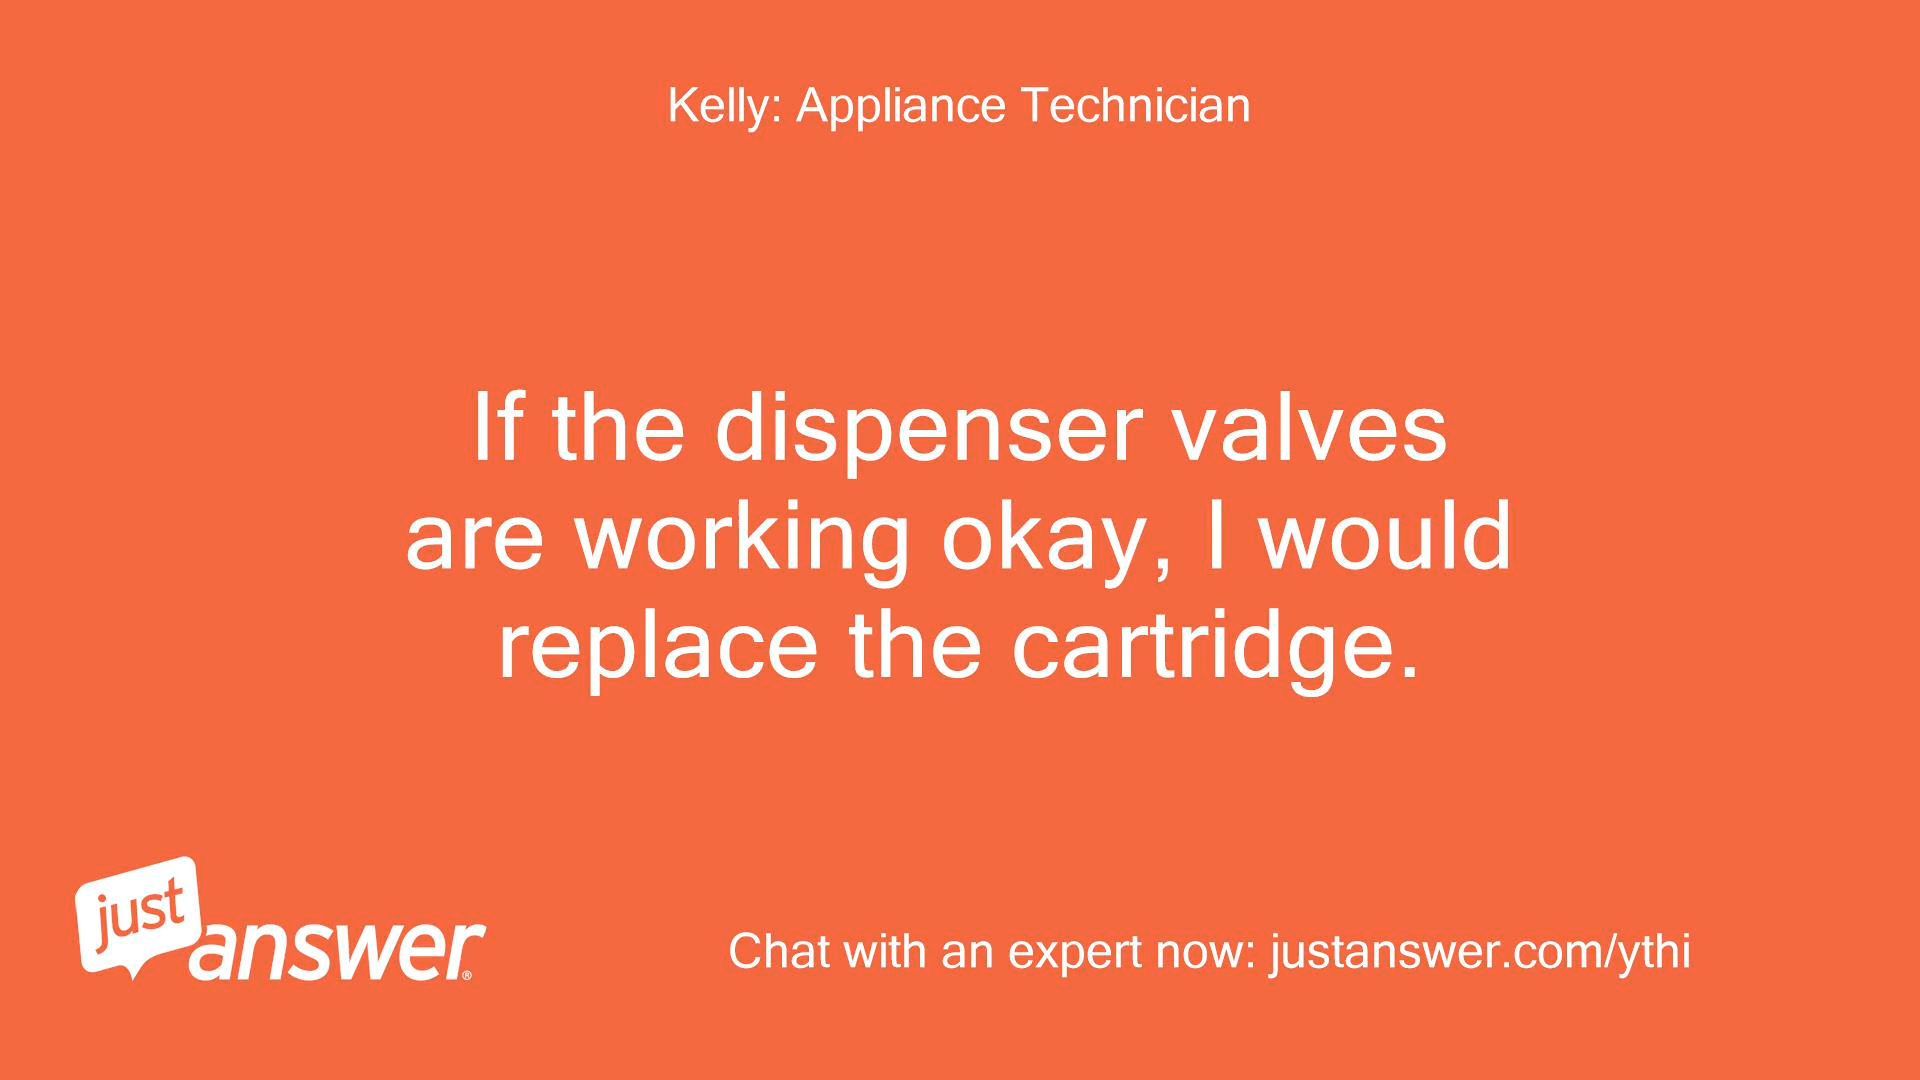 Kelly: Appliance Technician
If the dispenser valves
are working okay, I would
replace the cartridge.
just
answer®
Chat with an expert now: justanswer.com/ythi